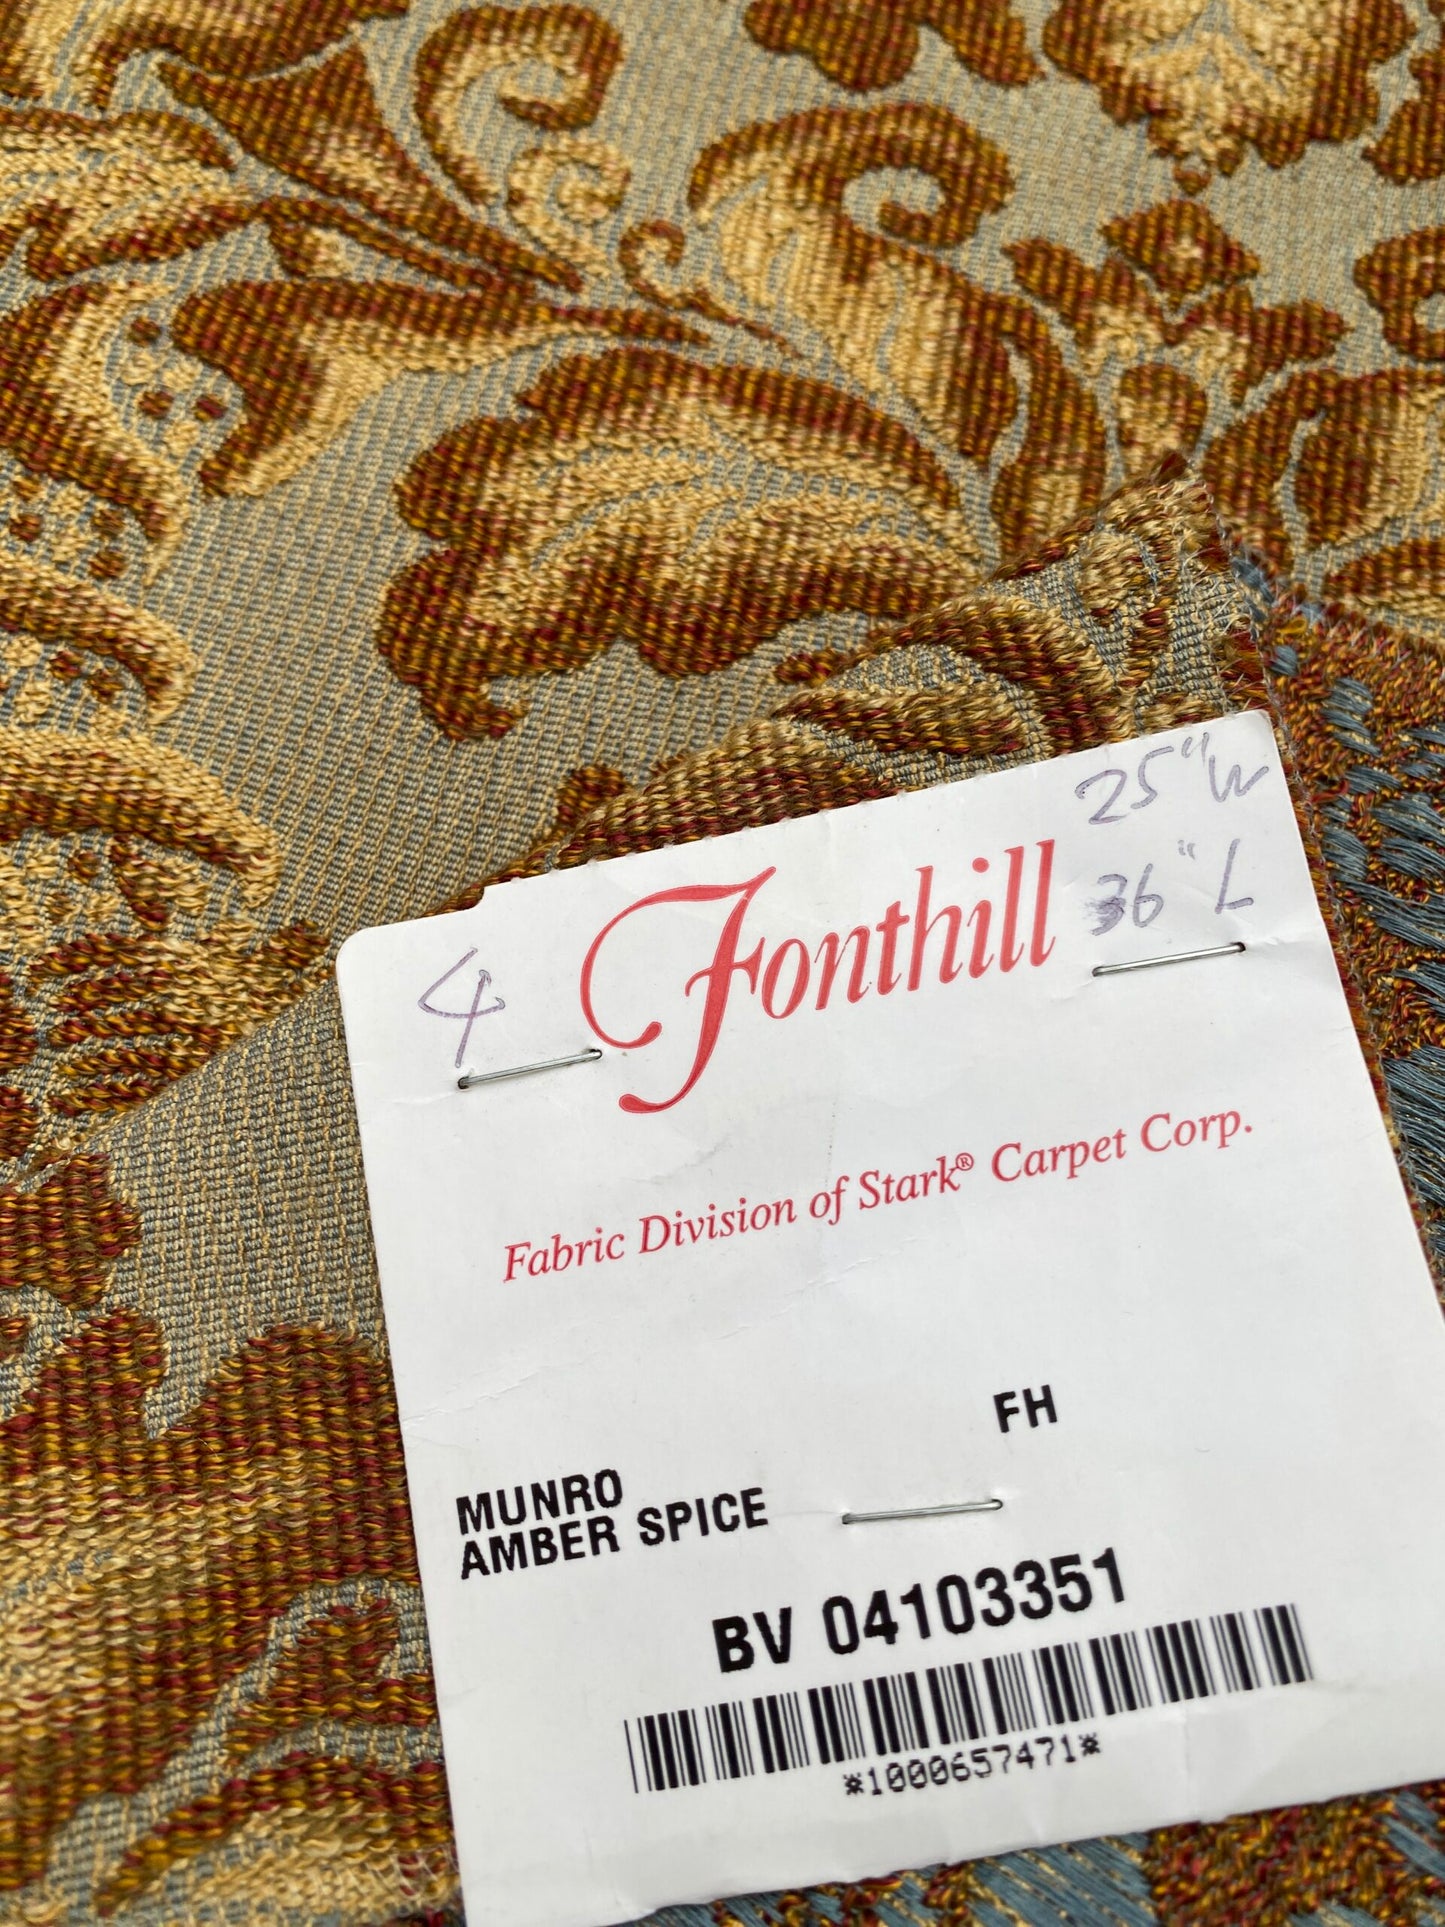 25"W
36"L
4
Fonthill
Fabric Division of Stark® Carpet Corp.
FH
MUNRO
AMBER SPICE
BV 04103351
*1000657471*